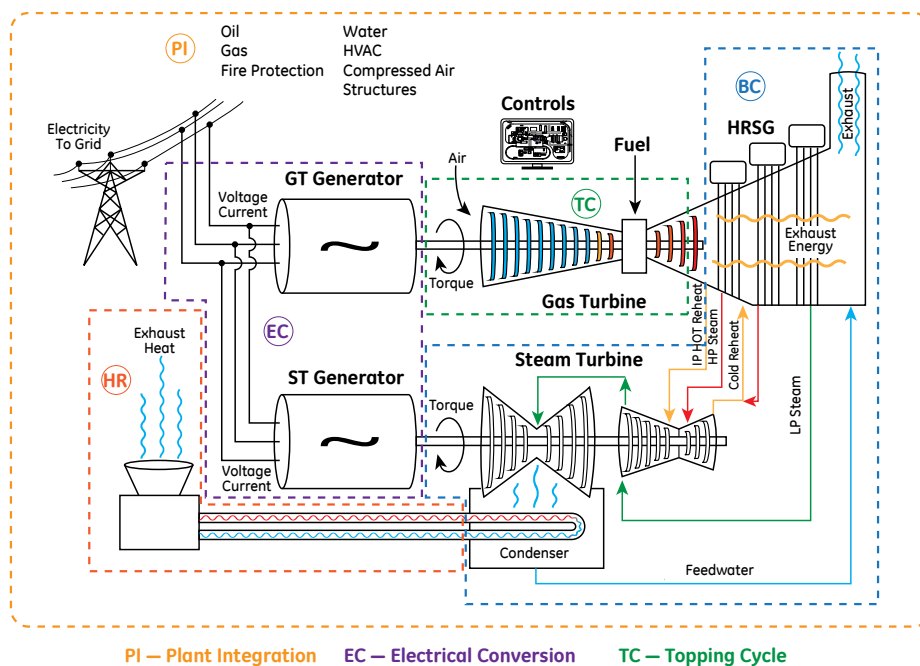 PI
Oil
Gas
Fire Protection
Water
HVAC
Compressed Air
Structures
Electricity
To Grid
Voltage
Current
GT Generator
Torque
Air
Controls
TC
Fuel
Gas Turbine
BC
HRSG
Exhaust
Exhaust
Energy
EC
HR
Exhaust
Heat
ST Generator
Voltage
Current
Torque
Steam Turbine
IP HOT Reheat
HP Steam
Cold Reheat
LP Steam
Condenser
Feedwater
PI — Plant Integration
EC — Electrical Conversion
TC — Topping Cycle